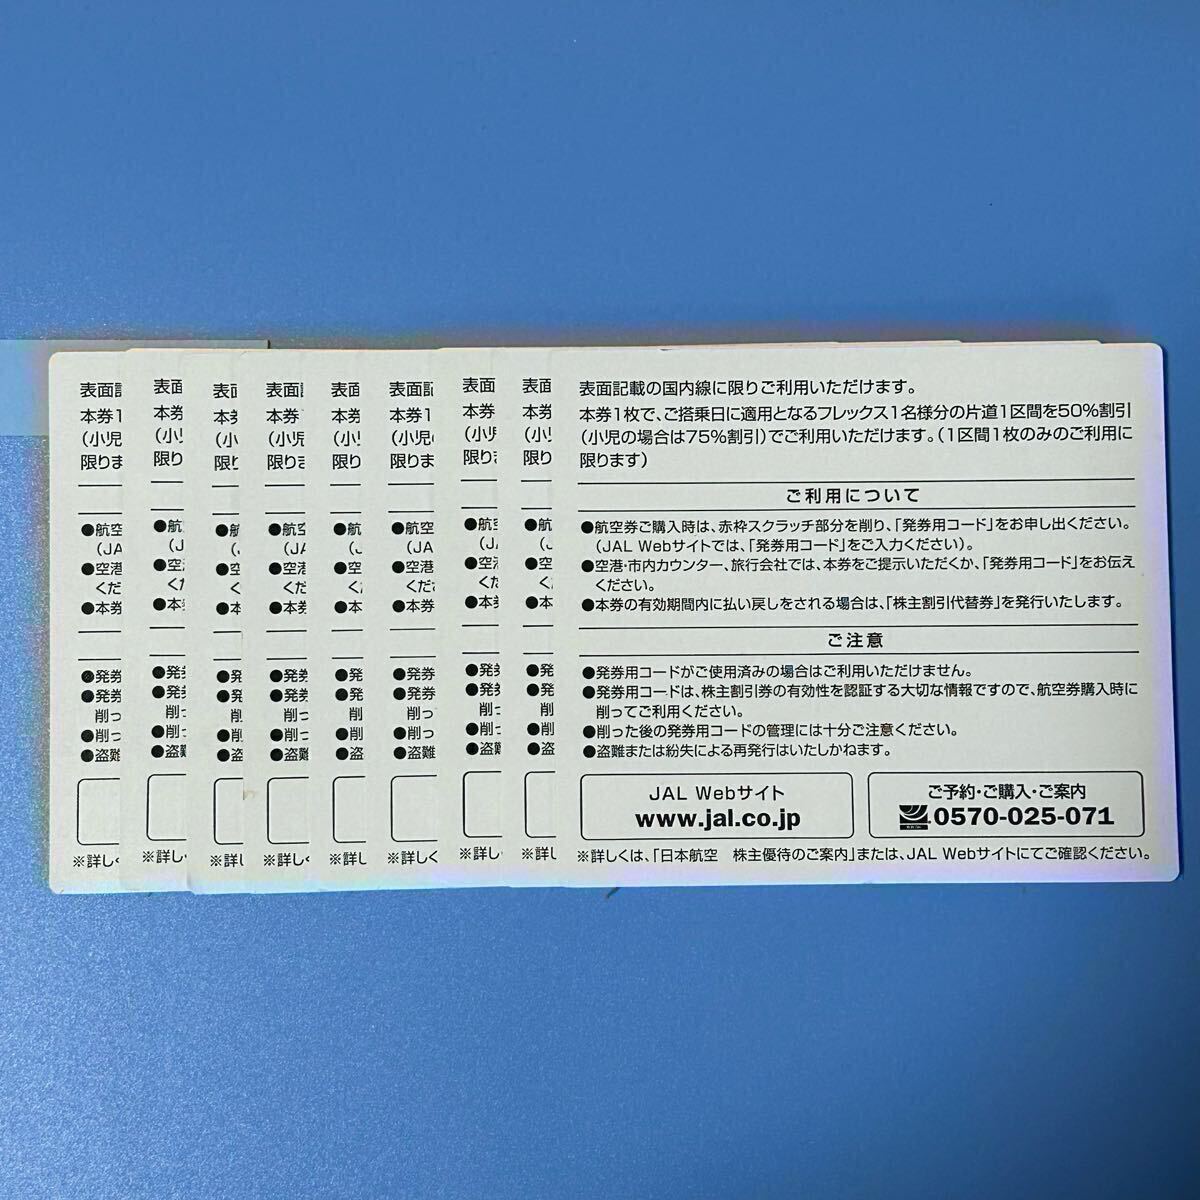 表面記載の国内線に限りご利用いただけます。
本券1枚で、ご搭乗日に適用となるフレックス1名様分の片道1区間を50%割引
(小児の場合は75%割引)でご利用いただけます。(1区間1枚のみのご利用に
限ります)
ご利用について
●航空券ご購入時は、赤枠スクラッチ部分を削り、「発券用コード」をお申し出ください。
(JAL Webサイトでは、「発券用コード」をご入力ください)。
●空港・市内カウンター、旅行会社では、本券をご提示いただくか、「発券用コード」をお伝え
ください。
●本券の有効期間内に払い戻しをされる場合は、「株主割引代替券」を発行いたします。
ご注意
●発券用コードがご使用済みの場合はご利用いただけません。
●発券用コードは、株主割引券の有効性を認証する大切な情報ですので、航空券購入時に
削ってご利用ください。
●削った後の発券用コードの管理には十分ご注意ください。
●盗難または紛失による再発行はいたしかねます。
JAL Webサイト
www.jal.co.jp
ご予約・ご購入・ご案内
0570-025-071
※詳しくは、「日本航空 株主優待のご案内」または、JAL Webサイトにてご確認ください。